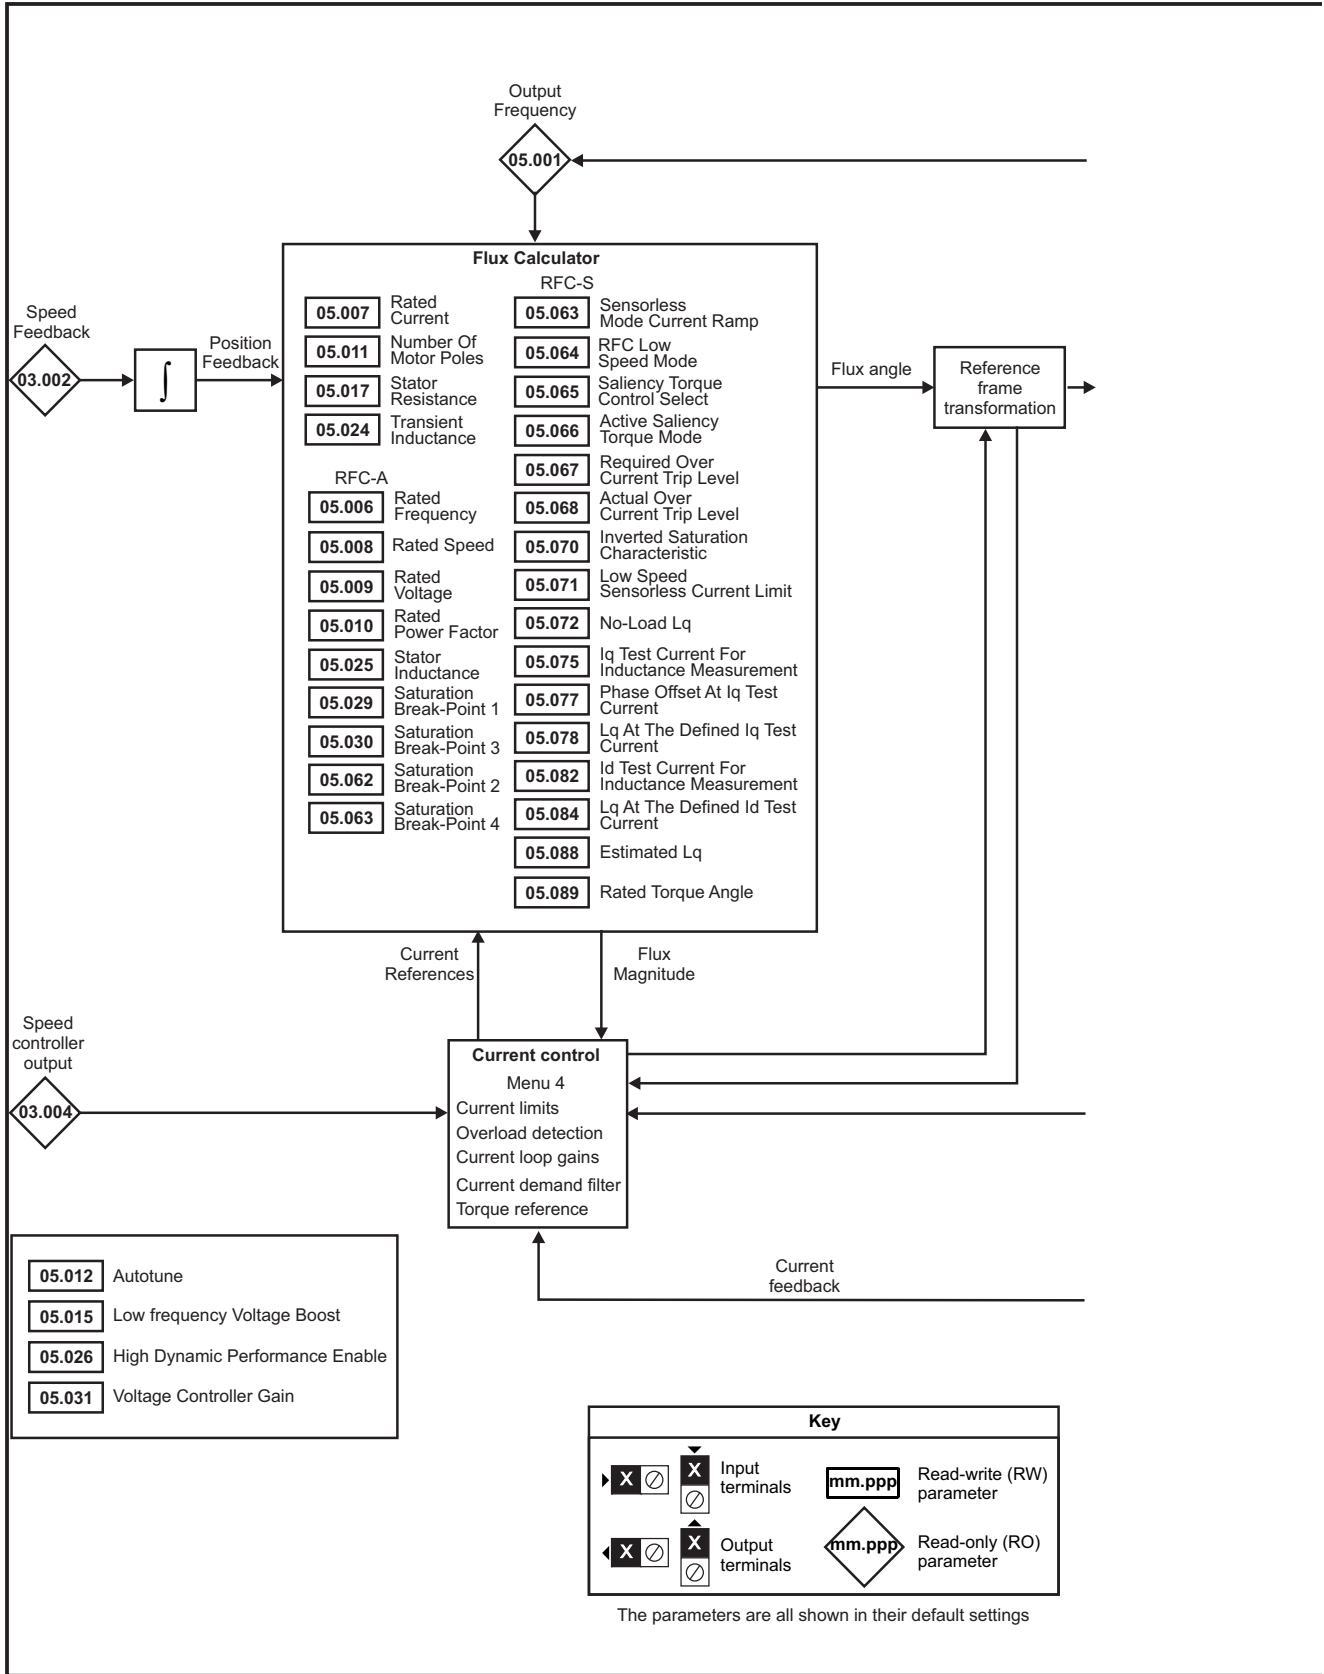 Output
Frequency
05.001
Flux Calculator
RFC-S
05.007
Rated
Current
05.011
Number Of
Motor Poles
05.017
Stator
Resistance
05.024
Transient
Inductance
RFC-A
05.006
Rated
Frequency
05.008
Rated Speed
05.009
Rated
Voltage
05.010
Rated
Power Factor
05.025
Stator
Inductance
05.029
Saturation
Break-Point 1
05.030
Saturation
Break-Point 3
05.062
Saturation
Break-Point 2
05.063
Saturation
Break-Point 4
05.063
Sensorless
Mode Current Ramp
05.064
RFC Low
Speed Mode
05.065
Saliency Torque
Control Select
05.066
Active Saliency
Torque Mode
05.067
Required Over
Current Trip Level
05.068
Actual Over
Current Trip Level
05.070
Inverted Saturation
Characteristic
05.071
Low Speed
Sensorless Current Limit
05.072
No-Load Lq
05.075
Iq Test Current For
Inductance Measurement
05.077
Phase Offset At Iq Test
Current
05.078
Lq At The Defined Iq Test
Current
05.082
Id Test Current For
Inductance Measurement
05.084
Lq At The Defined Id Test
Current
05.088
Estimated Lq
05.089
Rated Torque Angle
Speed
Feedback
03.002
∫
Position
Feedback
Flux angle
Reference
frame
transformation
Current
References
Flux
Magnitude
Speed
controller
output
03.004
Current control
Menu 4
Current limits
Overload detection
Current loop gains
Current demand filter
Torque reference
Current
feedback
05.012
Autotune
05.015
Low frequency Voltage Boost
05.026
High Dynamic Performance Enable
05.031
Voltage Controller Gain
Key
X
X
Input
terminals
mm.ppp
Read-write (RW)
parameter
X
X
Output
terminals
mm.ppp
Read-only (RO)
parameter
The parameters are all shown in their default settings